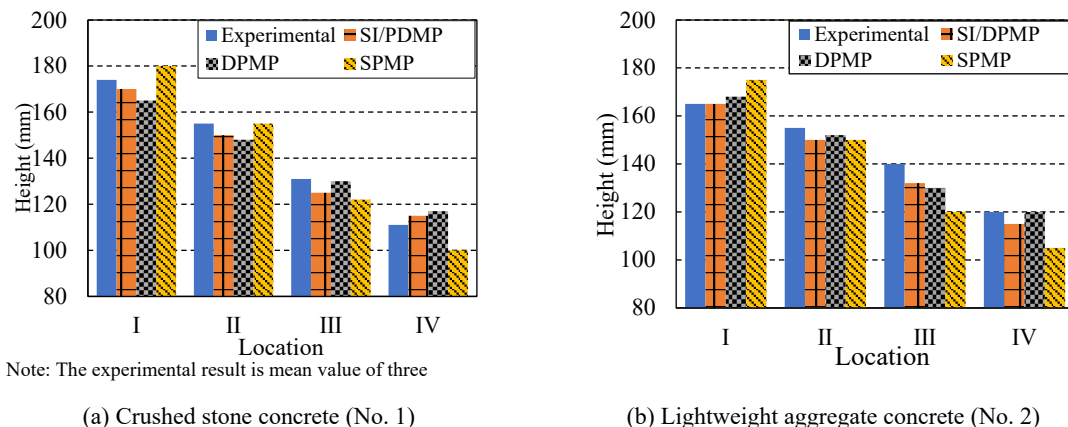 200
180
160
140
120
100
80
Height (mm)
Experimental SI/PDMP
DPMP SPMP
I II III IV
Location
Note: The experimental result is mean value of three
(a) Crushed stone concrete (No. 1)
200
180
160
140
120
100
80
Height (mm)
Experimental SI/DPMP
DPMP SPMP
I II III IV
Location
(b) Lightweight aggregate concrete (No. 2)